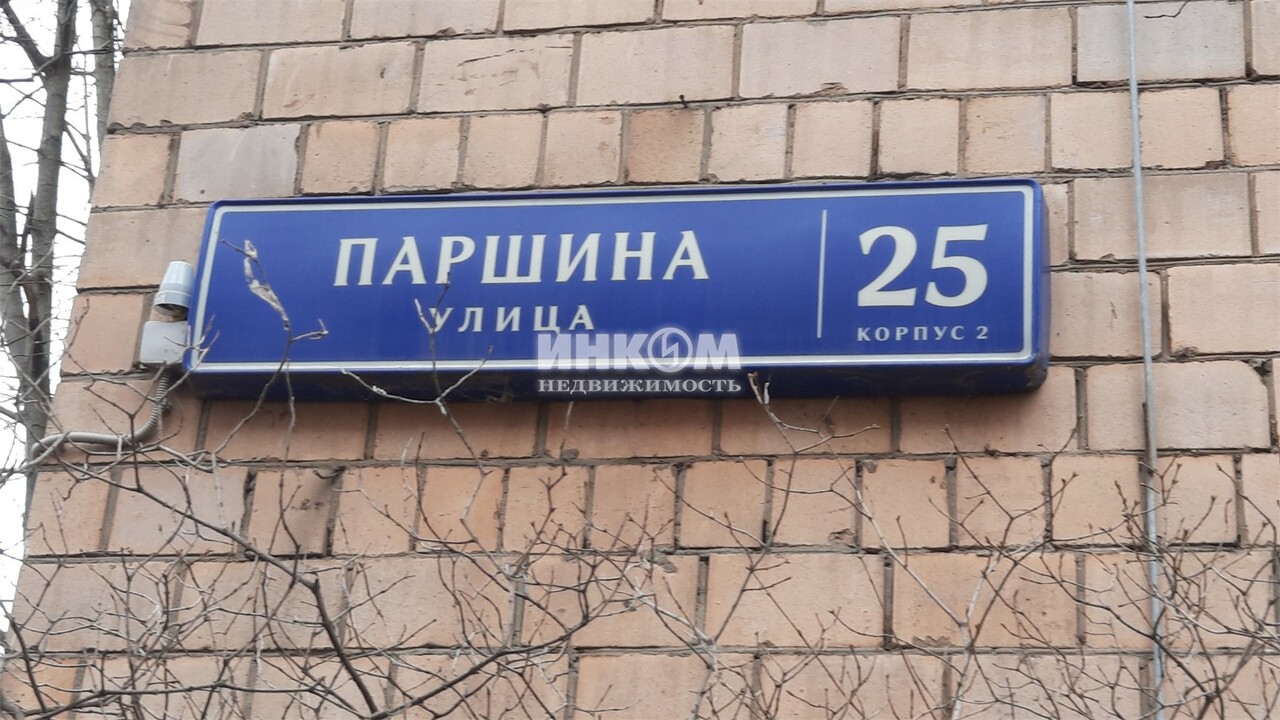 ПАРШИНА
УЛИЦА
25
КОРПУС 2
ИНКОМ
НЕДВИЖИМОСТЬ